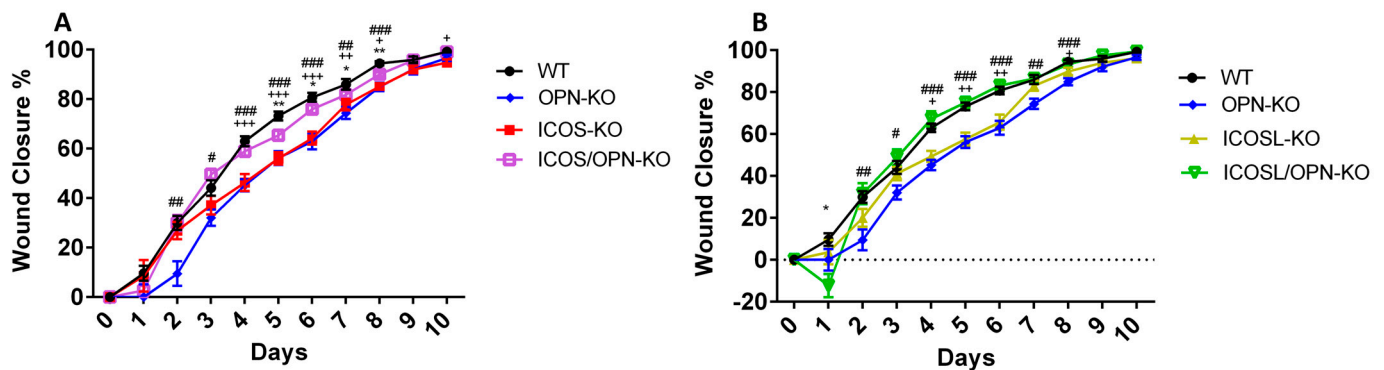 A
Wound Closure %
100
80
60
40
20
0
##
#
###
+++
###
+++
**
###
+++
*
##
++
*
###
+
**
+
0 1 2 3 4 5 6 7 8 9 10
Days
WT
OPN-KO
ICOS-KO
ICOS/OPN-KO
B
Wound Closure %
100
80
60
40
20
0
-20
*
##
#
###
+
###
++
###
++
##
###
+
0 1 2 3 4 5 6 7 8 9 10
Days
WT
OPN-KO
ICOSL-KO
ICOSL/OPN-KO